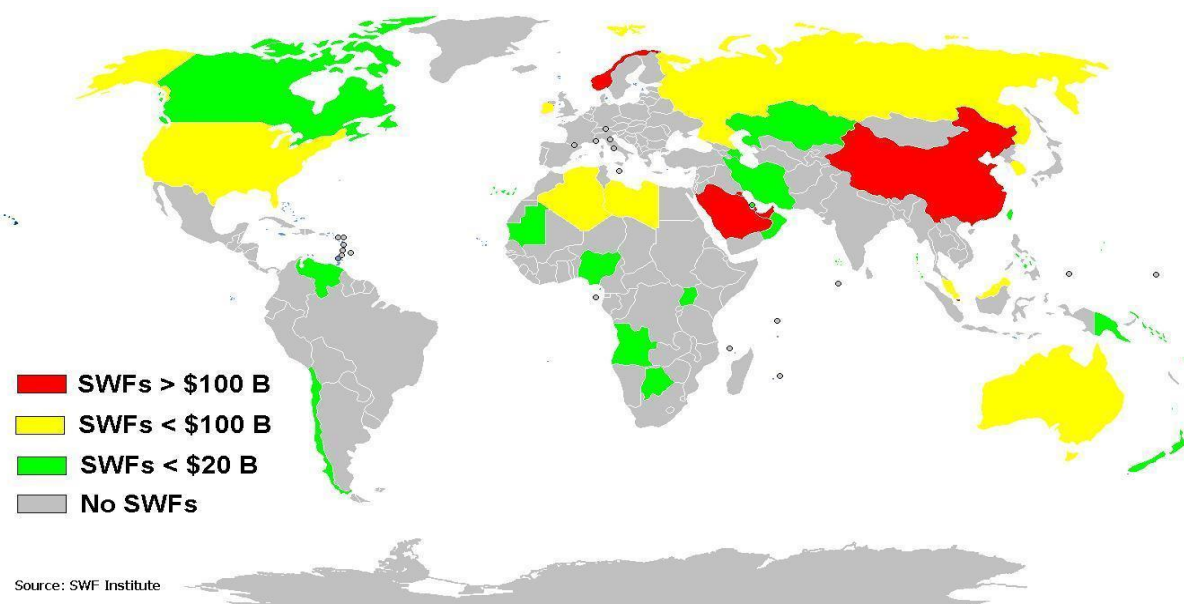 SWFs > $100 B
SWFs < $100 B
SWFs < $20 B
No SWFs
Source: SWF Institute